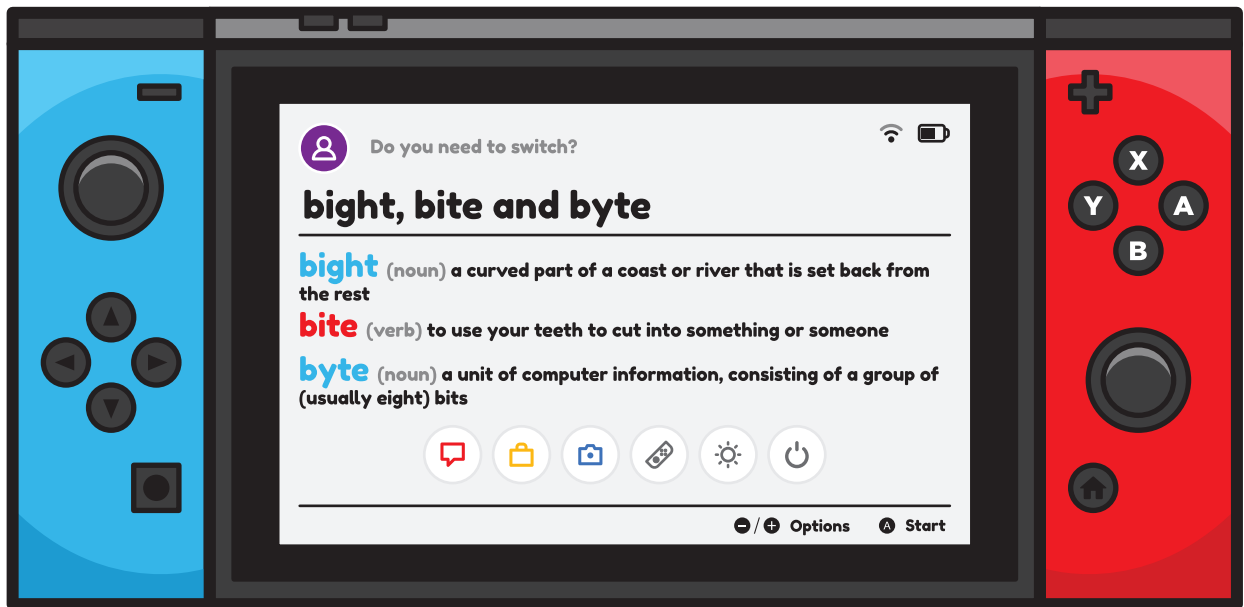 Do you need to switch?
bight, bite and byte
bight (noun) a curved part of a coast or river that is set back from
the rest
bite (verb) to use your teeth to cut into something or someone
byte (noun) a unit of computer information, consisting of a group of
(usually eight) bits
X
Y A
B
/ Options A Start